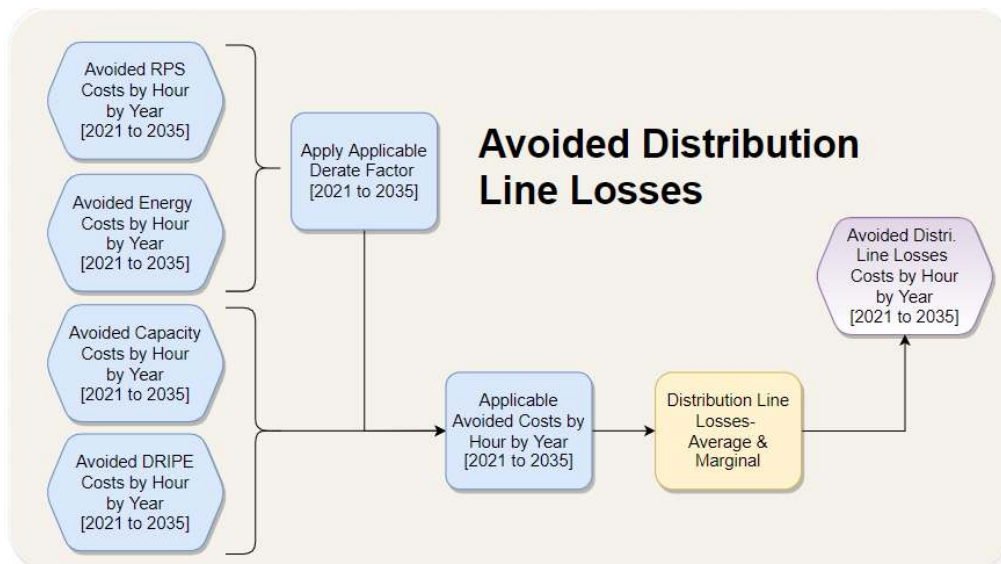 Avoided RPS
Costs by Hour
by Year
[2021 to 2035]
Avoided Energy
Costs by Hour
by Year
[2021 to 2035]
Avoided Capacity
Costs by Hour
by Year
[2021 to 2035]
Avoided DRIPE
Costs by Hour
by Year
[2021 to 2035]
Apply Applicable
Derate Factor
[2021 to 2035]
Avoided Distribution
Line Losses
Applicable
Avoided Costs by
Hour by Year
[2021 to 2035]
Distribution Line
Losses-
Average &
Marginal
Avoided Distri.
Line Losses
Costs by Hour
by Year
[2021 to 2035]